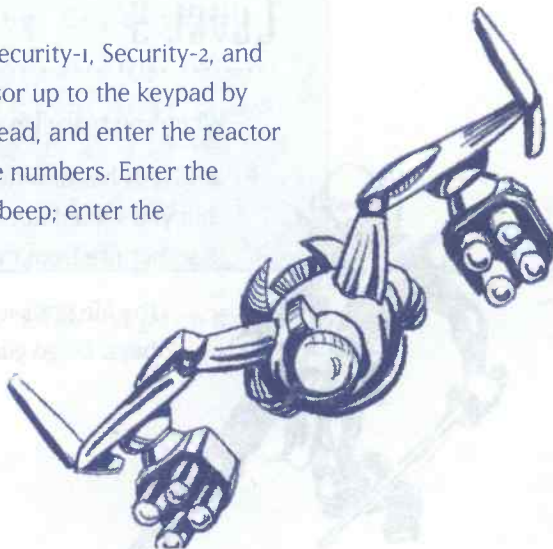 ecurity-1, Security-2, and
sor up to the keypad by
ead, and enter the reactor
e numbers. Enter the
beep; enter the